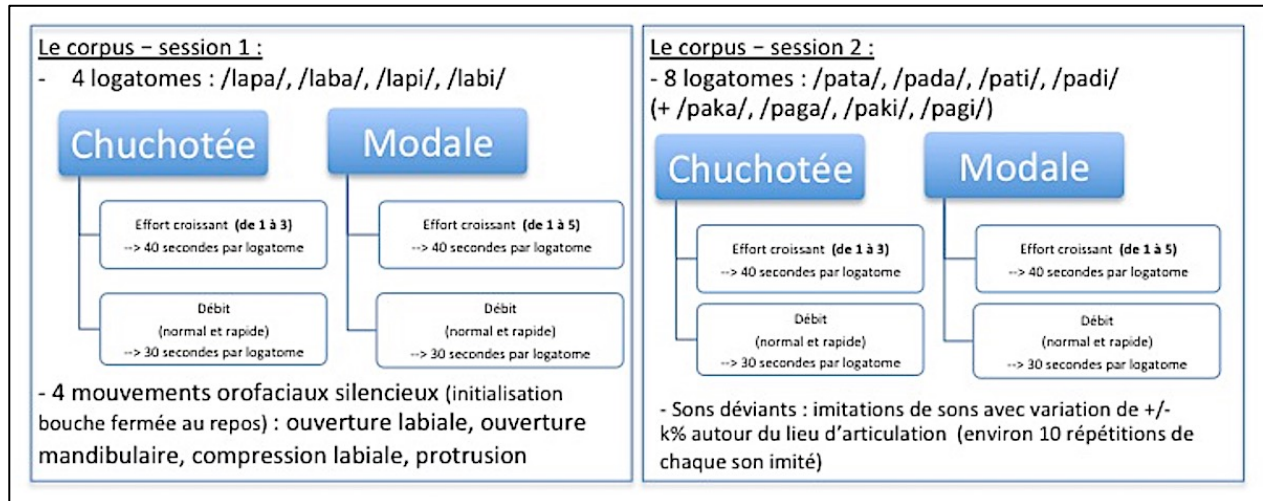 Le corpus – session 1 :
- 4 logatomes : /lapa/, /laba/, /lapi/, /labi/
Chuchotée
Modale
Effort croissant (de 1 à 3)
--> 40 secondes par logatome
Effort croissant (de 1 à 5)
--> 40 secondes par logatome
Débit
(normal et rapide)
--> 30 secondes par logatome
Débit
(normal et rapide)
--> 30 secondes par logatome
- 4 mouvements orofaciaux silencieux (initialisation
bouche fermée au repos) : ouverture labiale, ouverture
mandibulaire, compression labiale, protrusion
Le corpus – session 2 :
- 8 logatomes : /pata/, /pada/, /pati/, /padi/
(+ /paka/, /paga/, /paki/, /pagi/)
Chuchotée
Modale
Effort croissant (de 1 à 3)
--> 40 secondes par logatome
Effort croissant (de 1 à 5)
--> 40 secondes par logatome
Débit
(normal et rapide)
--> 30 secondes par logatome
Débit
(normal et rapide)
--> 30 secondes par logatome
- Sons déviants : imitations de sons avec variation de +/-
k% autour du lieu d’articulation (environ 10 répétitions de
chaque son imité)